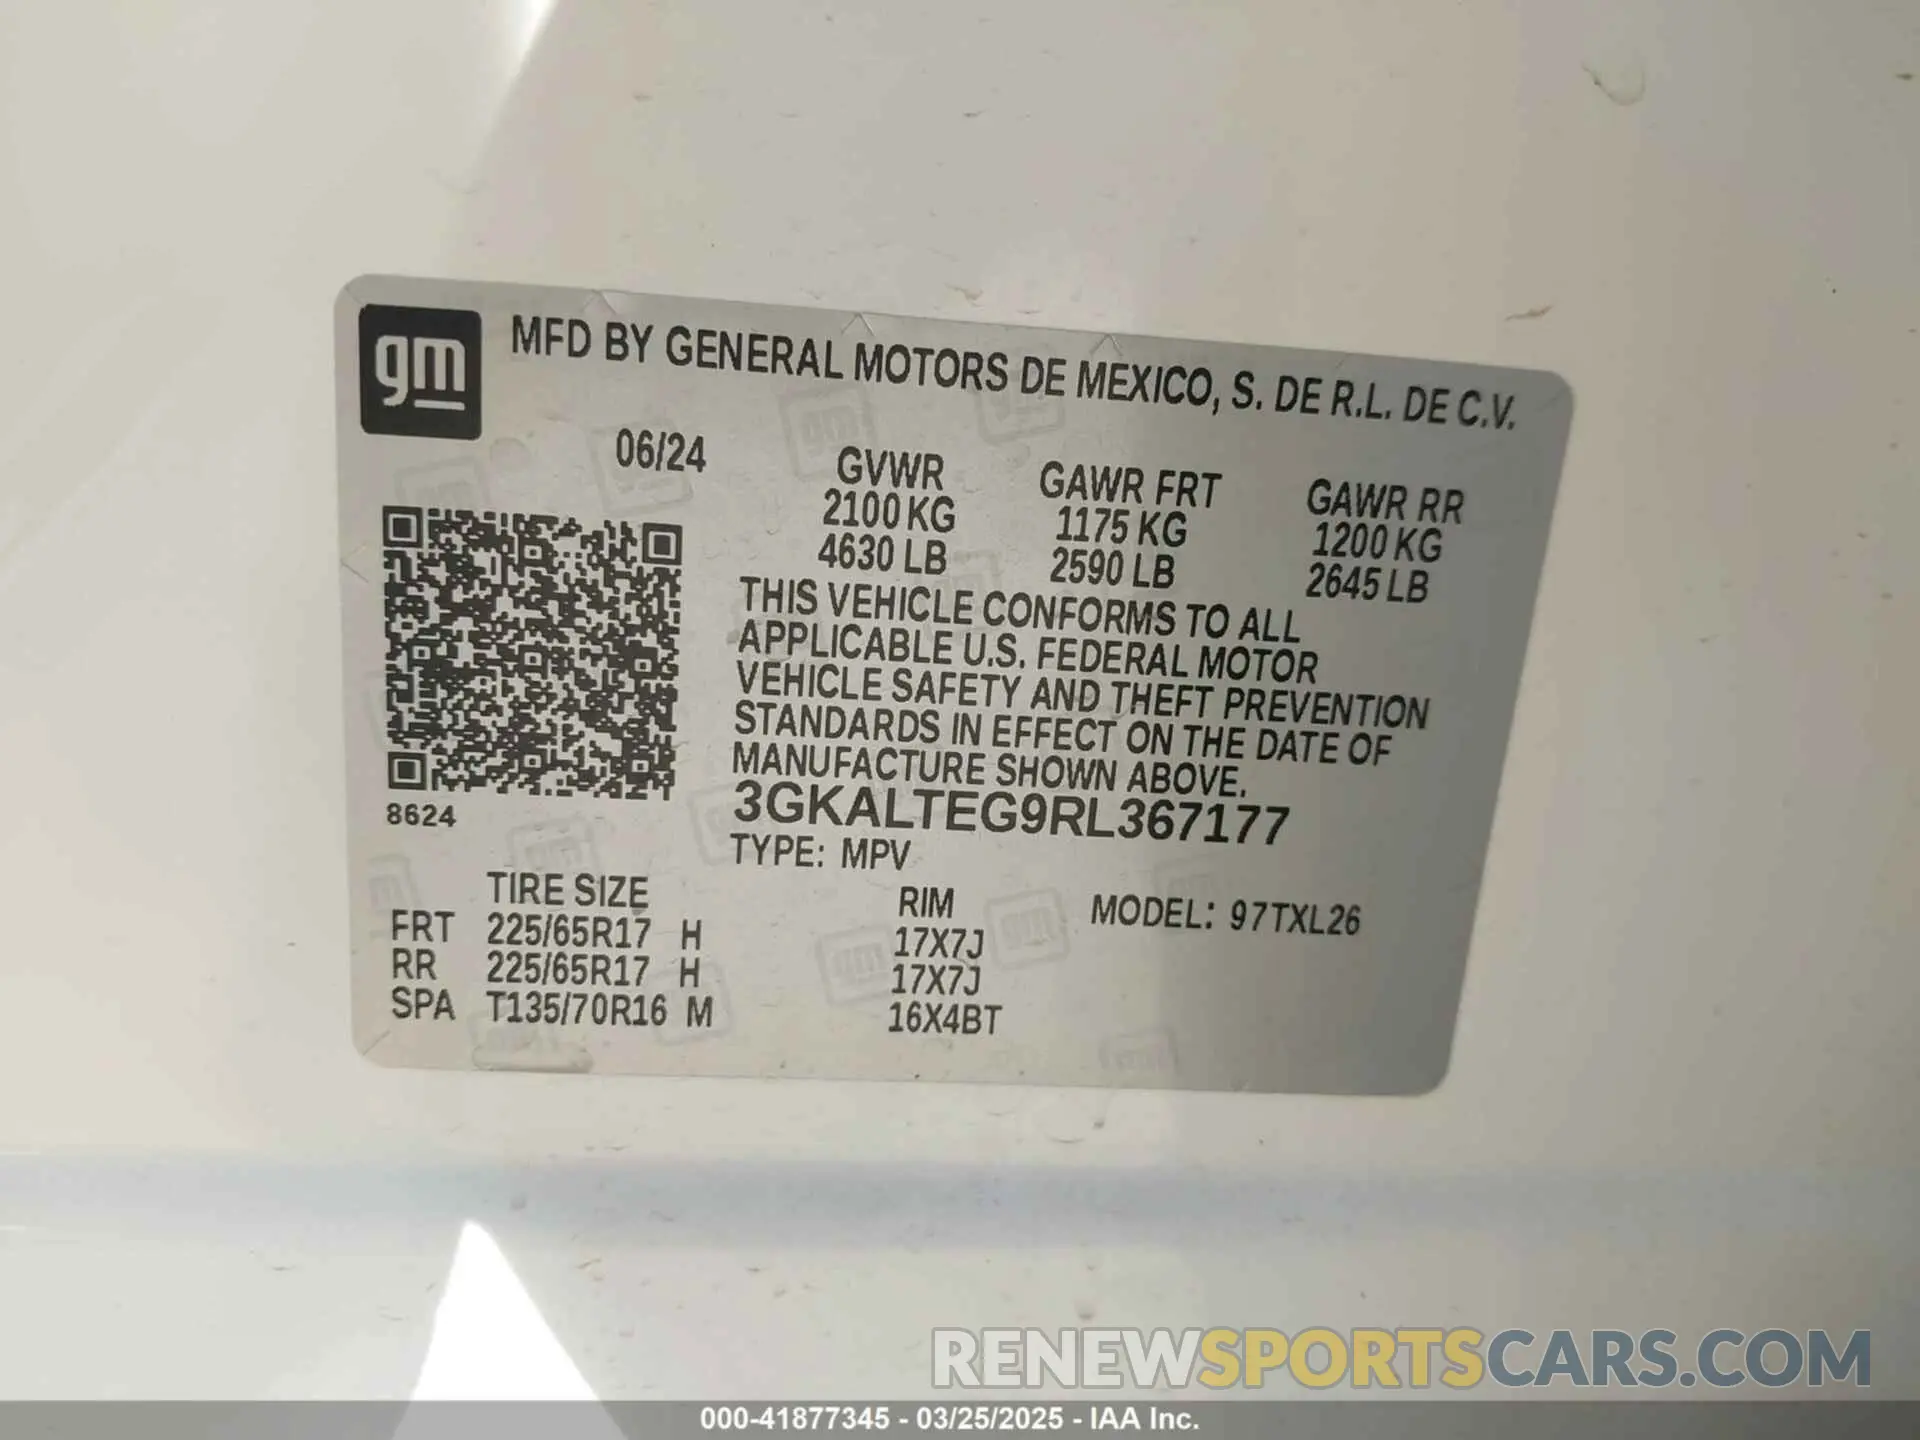 gm
MFD BY GENERAL MOTORS DE MEXICO, S. DE R.L. DE C.V.
06/24
GVWR GAWR FRT GAWR RR
2100 KG 1175 KG 1200 KG
4630 LB 2590 LB 2645 LB
THIS VEHICLE CONFORMS TO ALL
APPLICABLE U.S. FEDERAL MOTOR
VEHICLE SAFETY AND THEFT PREVENTION
STANDARDS IN EFFECT ON THE DATE OF
MANUFACTURE SHOWN ABOVE.
3GKALTEG9RL367177
8624
TYPE: MPV
TIRE SIZE RIM MODEL: 97TXL26
FRT 225/65R17 H 17X7J
RR 225/65R17 H 17X7J
SPA T135/70R16 M 16X4BT
RENEWSPORTSCARS.COM
000-41877345 - 03/25/2025 - IAA Inc.